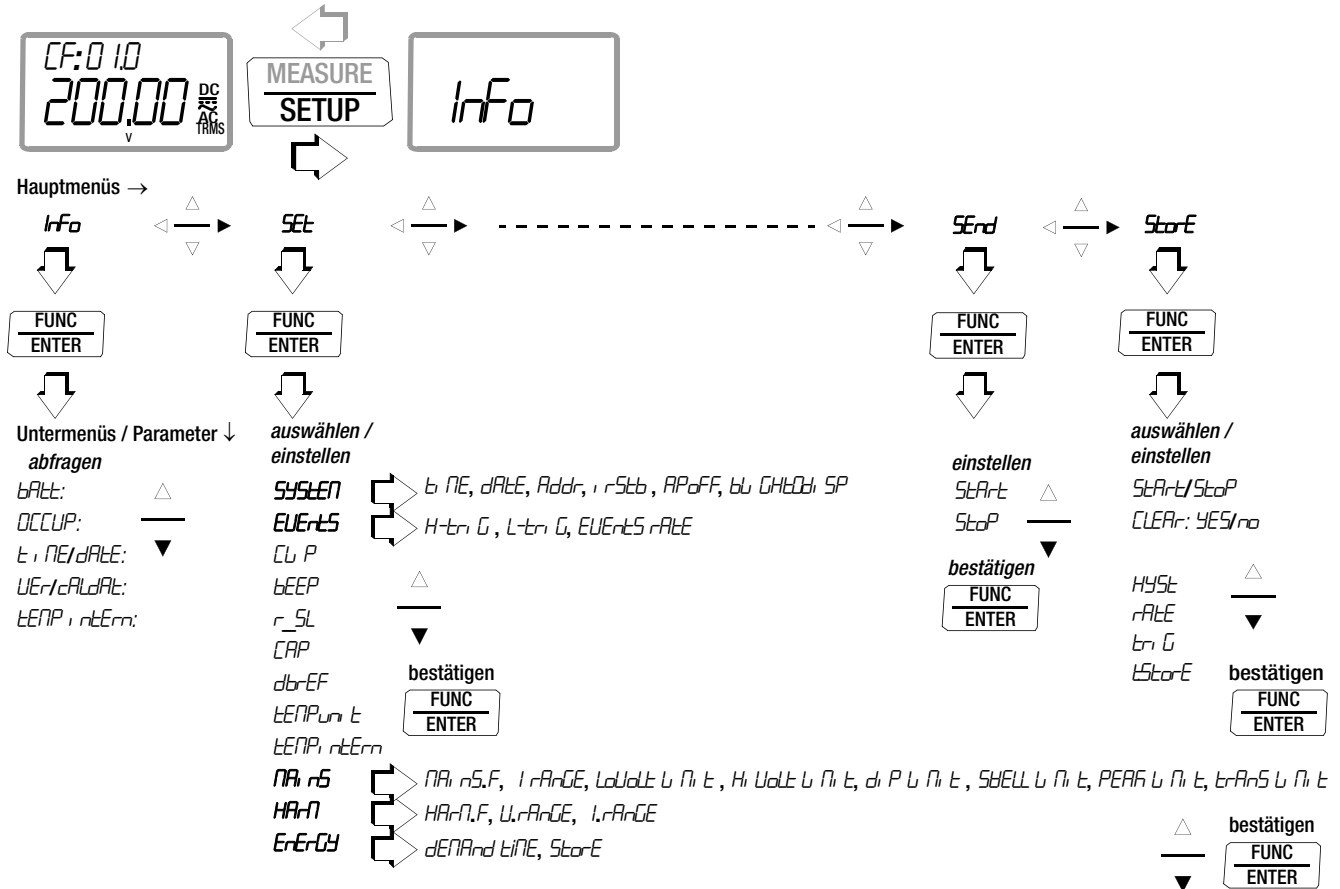 CF:01.0
200.00 DC AC TRMS
V
MEASURE
SETUP
InFo
Hauptmenüs →
InFo SEt SEnd StorE
FUNC
ENTER
FUNC
ENTER
FUNC
ENTER
FUNC
ENTER
Untermenüs / Parameter ↓
abfragen
bAtt:
OCCUP:
tiME/dAtE:
VEr/cALdAt:
tEMP intErn:
auswählen /
einstellen
SYStEM tiME, dAtE, Addr, irStb, APoFF, bLiGHtOdiSP
EVEntS H-triG, L-triG, EVEntS rAtE
CLiP
bEEP
r_SL
CAP
dbrEF
tEMPunit
tEMPintErn
MAinS MAinS.F, I rAnGE, LoVoLt LiMit, HiVoLt LiMit, diP LiMit, SWELL LiMit, PEAK LiMit, trAnS LiMit
HArM HArM.F, U.rAnGE, I.rAnGE
EnErGY dEMAnd tiME, StorE
bestätigen
FUNC
ENTER
einstellen
StArt
StoP
bestätigen
FUNC
ENTER
auswählen /
einstellen
StArt/StoP
CLEAr: YES/no
HYSt
rAtE
triG
tStorE
bestätigen
FUNC
ENTER
bestätigen
FUNC
ENTER